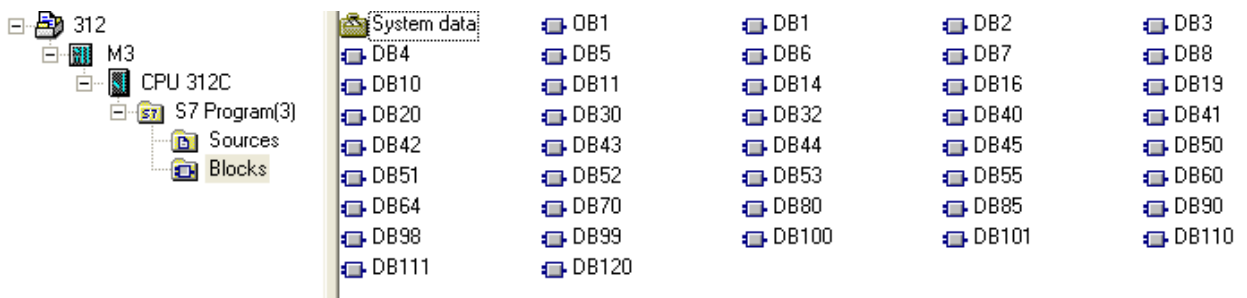 312
M3
CPU 312C
S7 Program(3)
Sources
Blocks
System data OB1 DB1 DB2 DB3
DB4 DB5 DB6 DB7 DB8
DB10 DB11 DB14 DB16 DB19
DB20 DB30 DB32 DB40 DB41
DB42 DB43 DB44 DB45 DB50
DB51 DB52 DB53 DB55 DB60
DB64 DB70 DB80 DB85 DB90
DB98 DB99 DB100 DB101 DB110
DB111 DB120